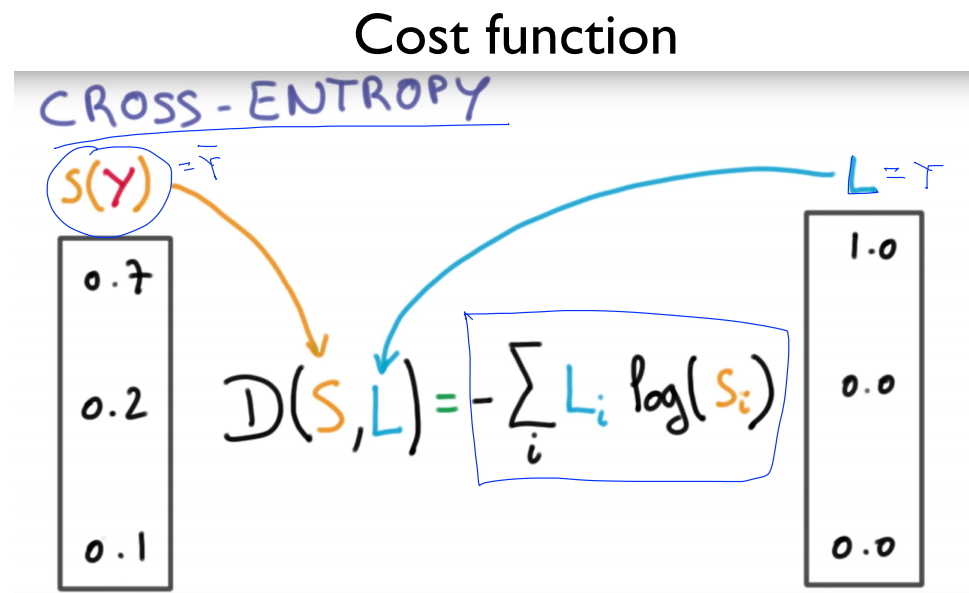 Cost function
CROSS-ENTROPY
S(Y) = Ȳ
L = Y
0.7
0.2
0.1
D(S,L) = -∑ᵢ Lᵢ log(Sᵢ)
1.0
0.0
0.0